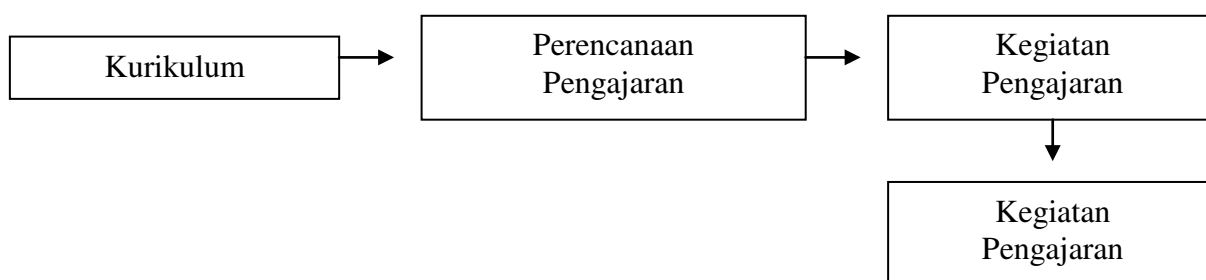 Kurikulum
Perencanaan
Pengajaran
Kegiatan
Pengajaran
Kegiatan
Pengajaran